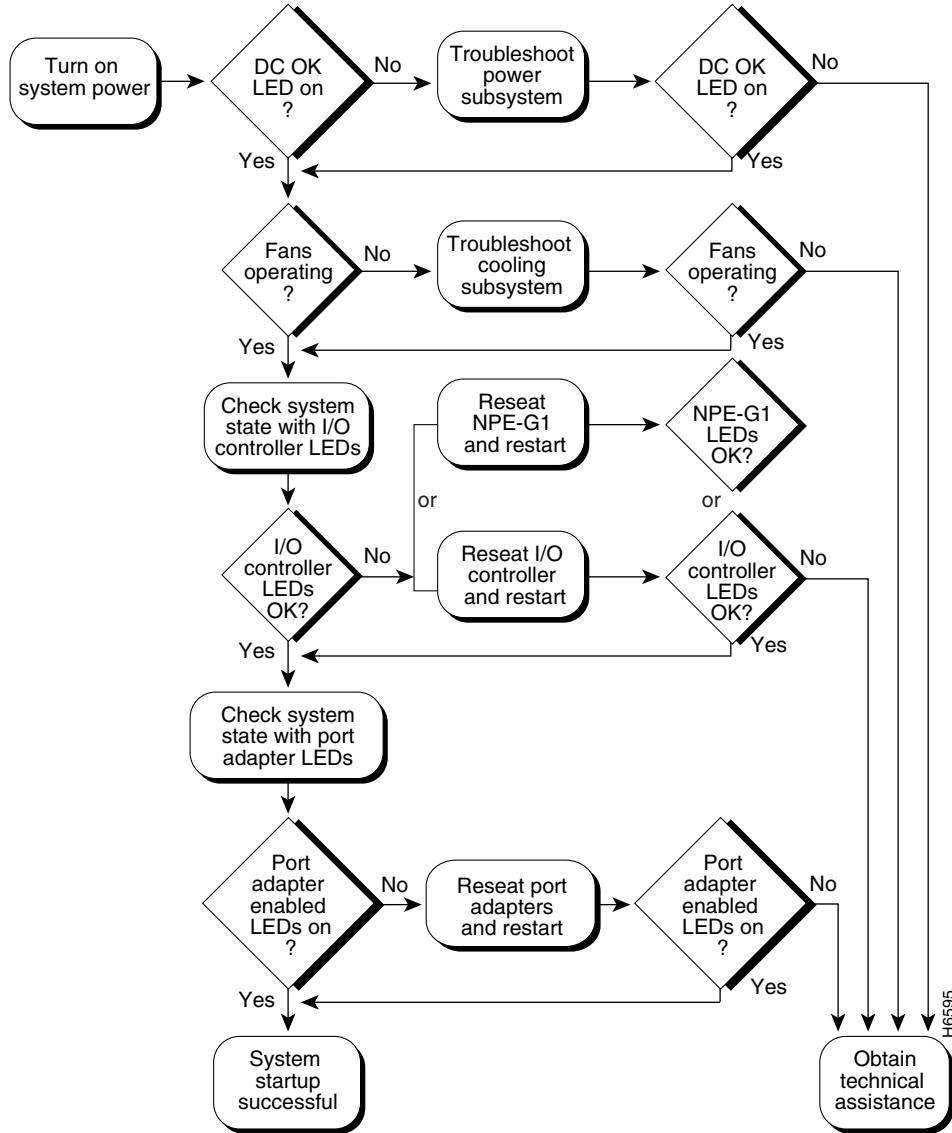 Turn on
system power
DC OK
LED on
?
No
Troubleshoot
power
subsystem
DC OK
LED on
?
No
Yes
Yes
Fans
operating
?
No
Troubleshoot
cooling
subsystem
Fans
operating
?
No
Yes
Yes
Check system
state with I/O
controller LEDs
Reseat
NPE-G1
and restart
NPE-G1
LEDs
OK?
or
or
I/O
controller
LEDs
OK?
No
Reseat I/O
controller
and restart
I/O
controller
LEDs
OK?
No
Yes
Yes
Check system
state with port
adapter LEDs
Port
adapter
enabled
LEDs on
?
No
Reseat port
adapters
and restart
Port
adapter
enabled
LEDs on
?
No
Yes
Yes
System
startup
successful
Obtain
technical
assistance
H6595